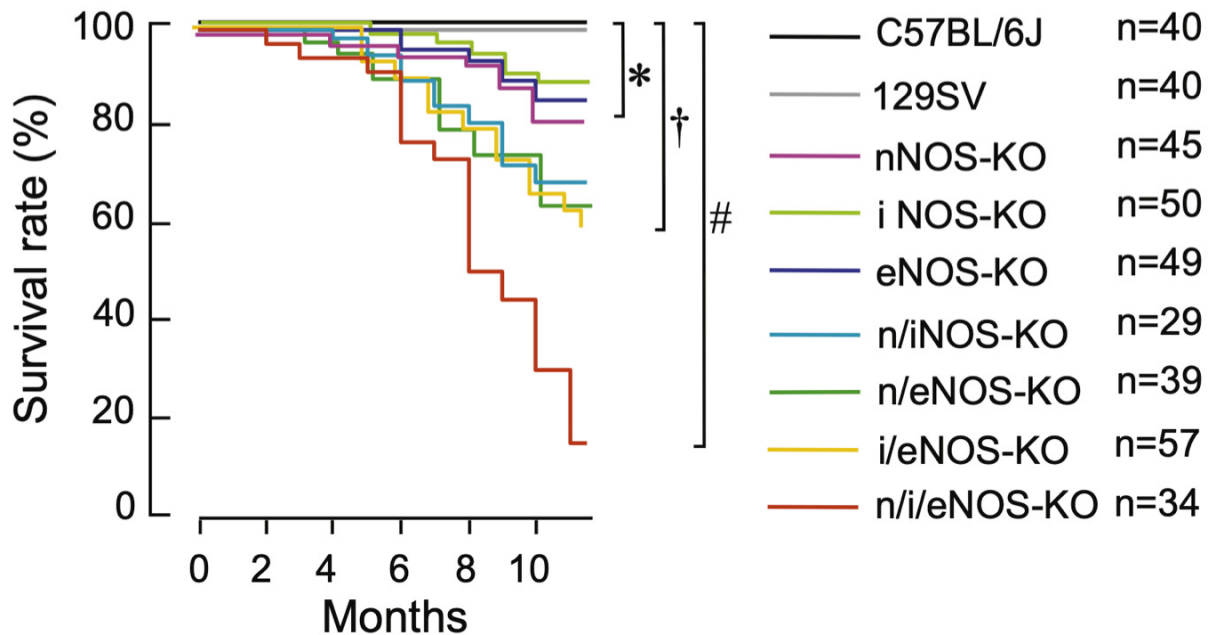 Survival rate (%)
100
80
60
40
20
0
0 2 4 6 8 10
Months
*
†
#
C57BL/6J n=40
129SV n=40
nNOS-KO n=45
i NOS-KO n=50
eNOS-KO n=49
n/iNOS-KO n=29
n/eNOS-KO n=39
i/eNOS-KO n=57
n/i/eNOS-KO n=34